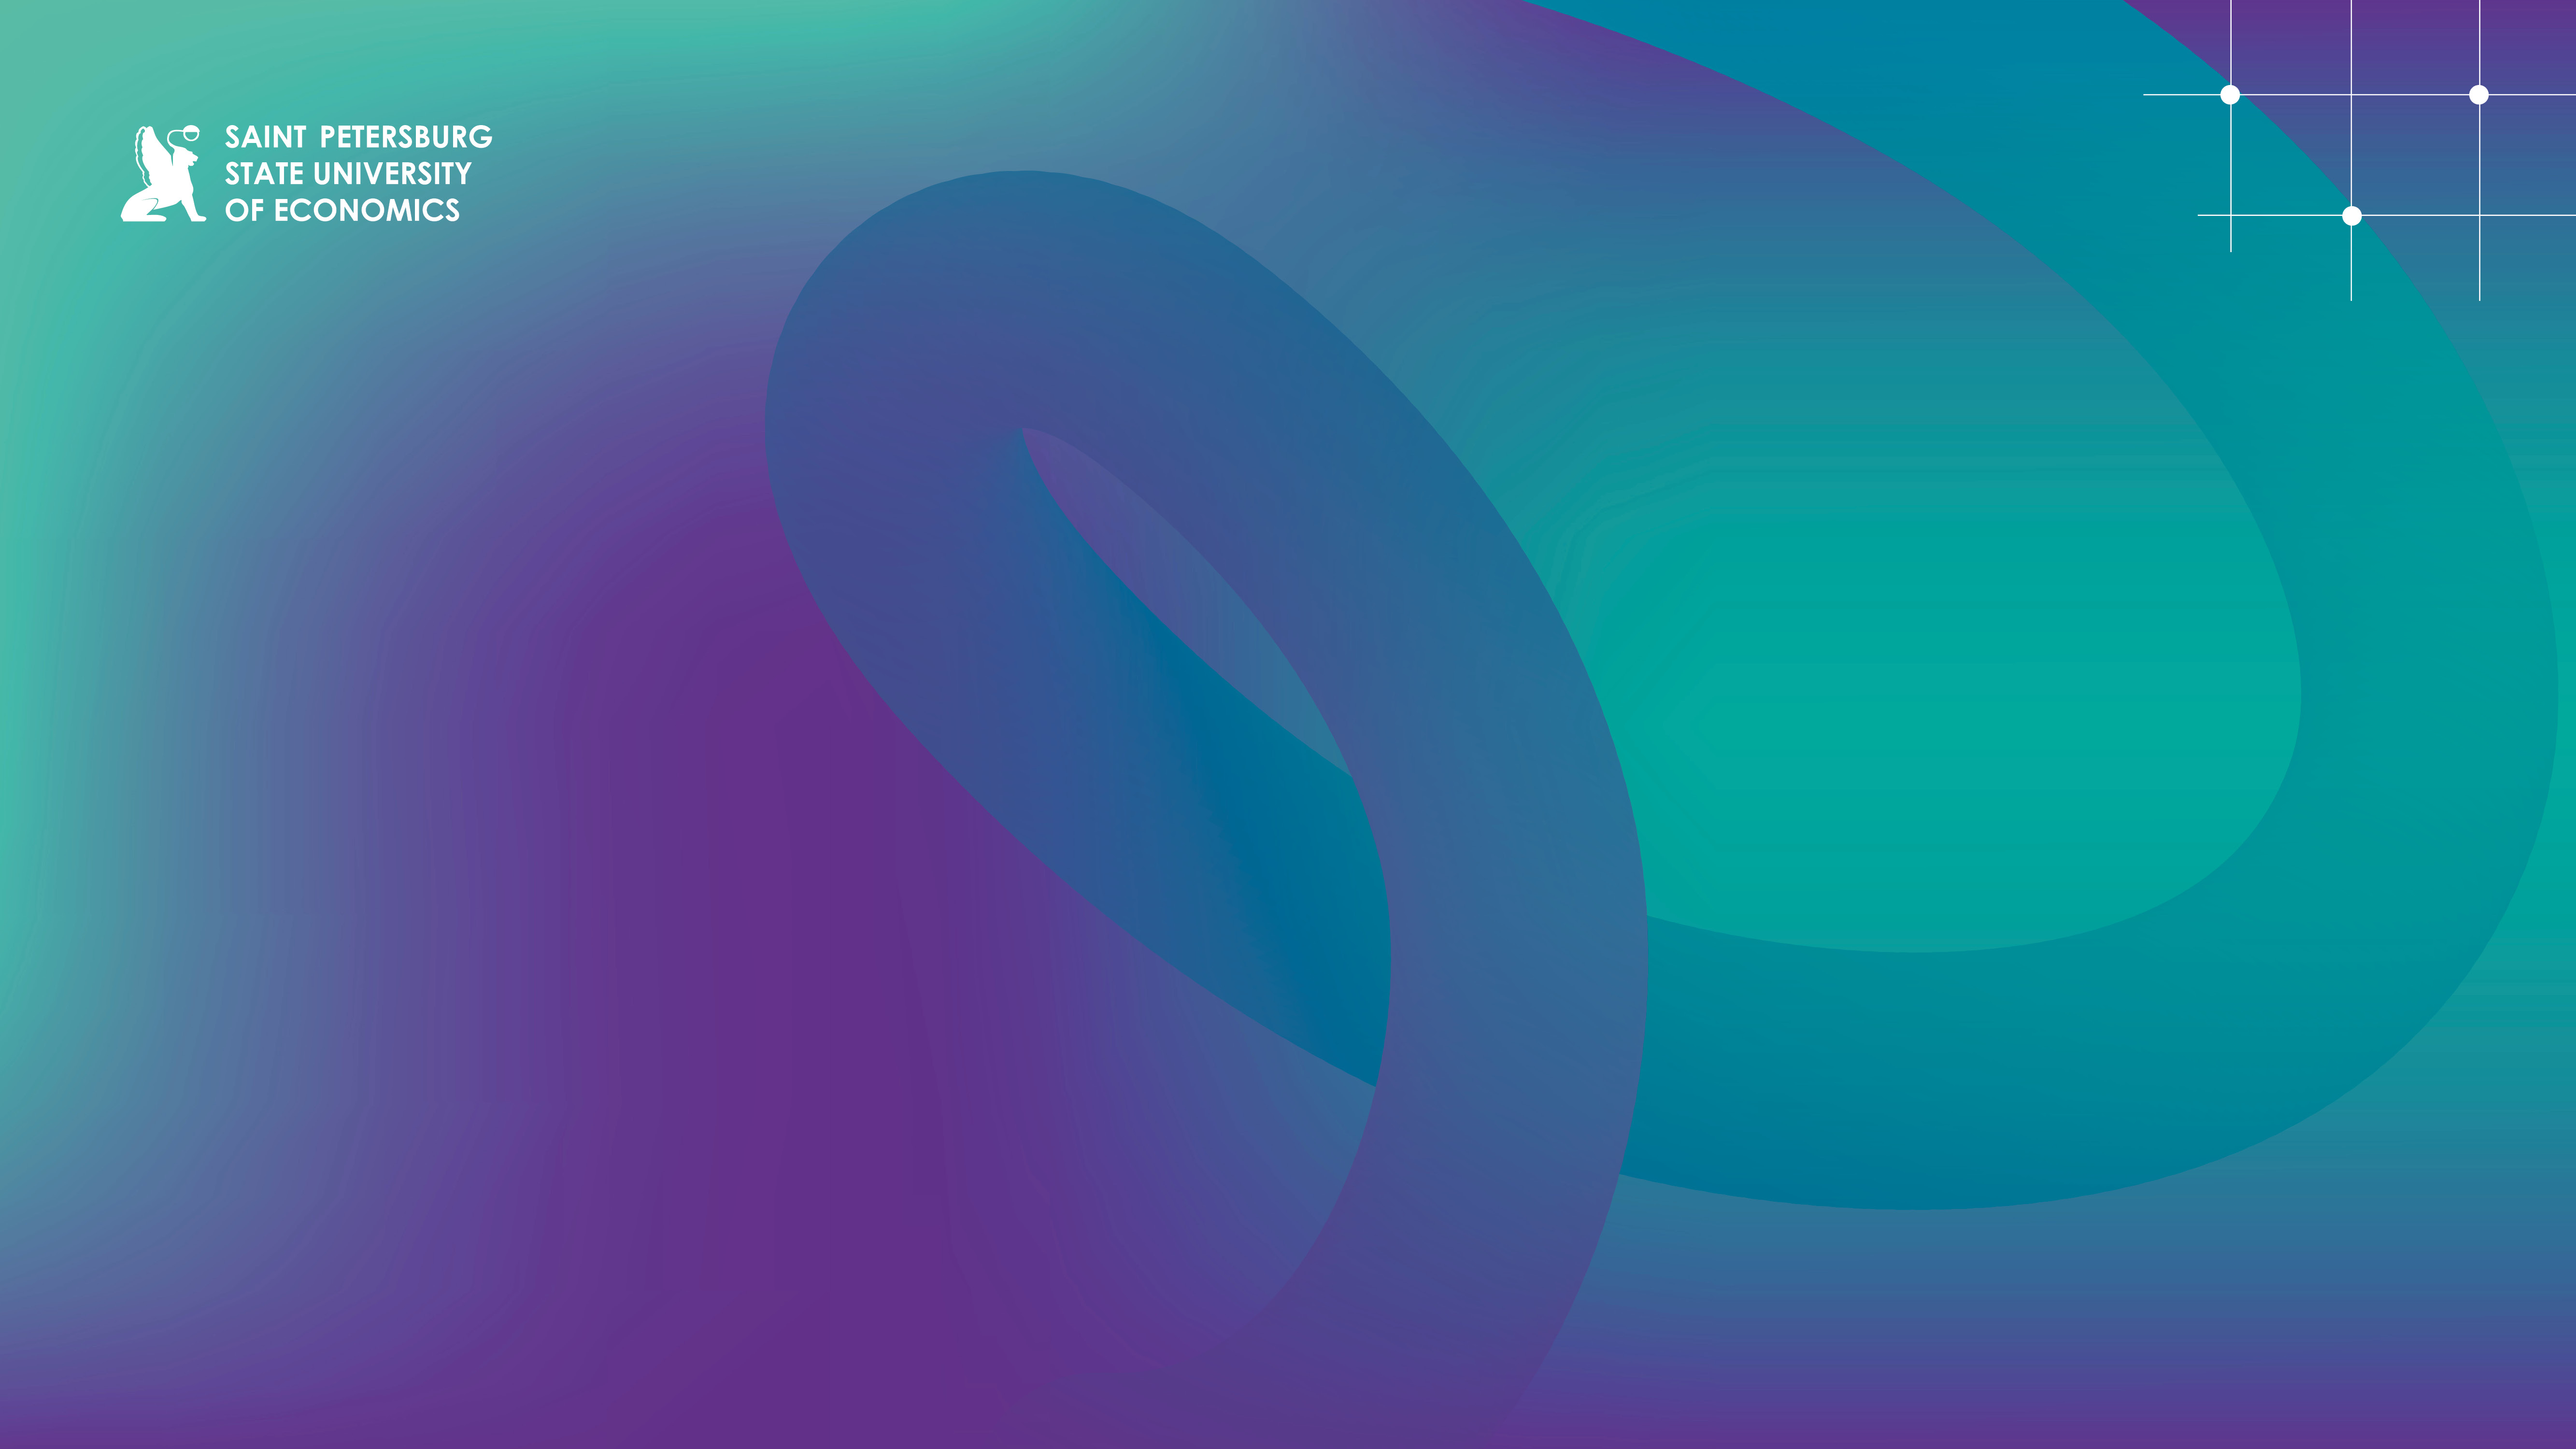 SAINT PETERSBURG
STATE UNIVERSITY
OF ECONOMICS